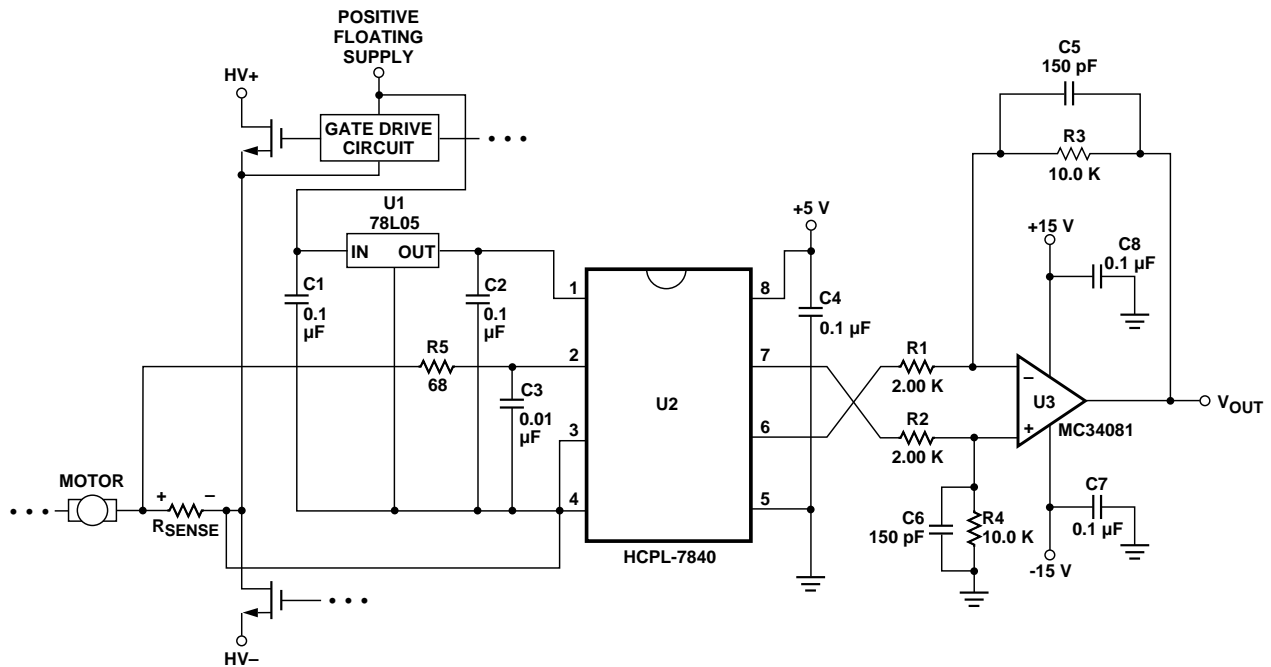 POSITIVE
FLOATING
SUPPLY
HV+
GATE DRIVE
CIRCUIT
• • •
U1
78L05
IN OUT
C1
0.1
µF
C2
0.1
µF
R5
68
C3
0.01
µF
MOTOR
• • •
+ –
RSENSE
• • •
HV–
1
2
3
4
U2
8
7
6
5
HCPL-7840
+5 V
C4
0.1 µF
R1
2.00 K
R2
2.00 K
C5
150 pF
R3
10.0 K
+15 V
C8
0.1 µF
–
+
U3
MC34081
VOUT
C6
150 pF
R4
10.0 K
C7
0.1 µF
-15 V